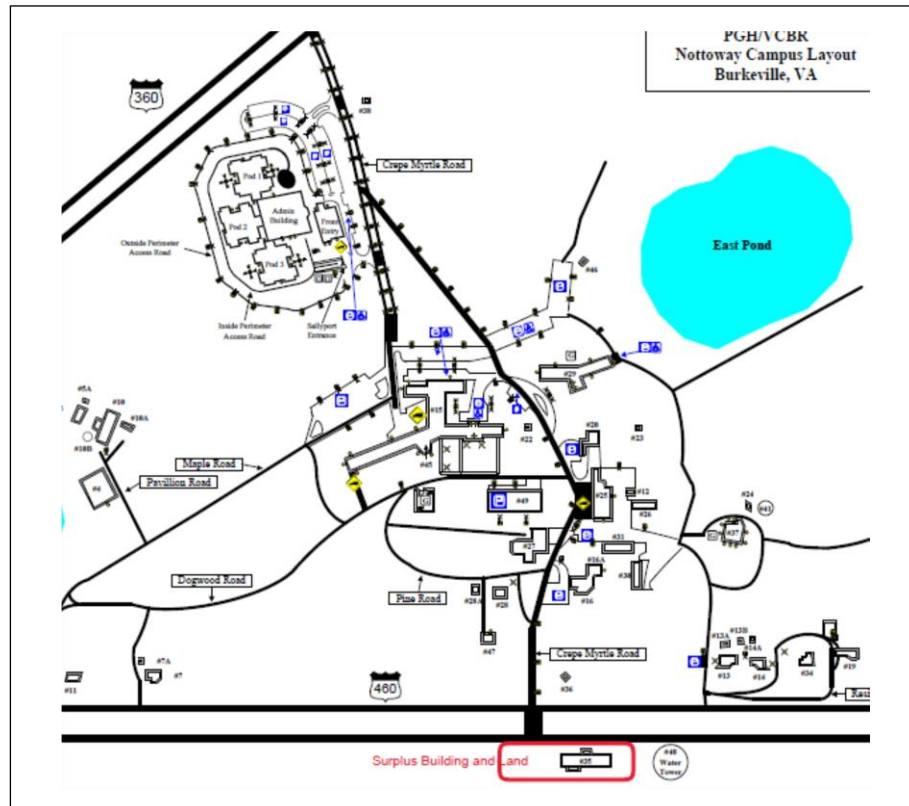 PGH/VCBR
Nottoway Campus Layout
Burkeville, VA
360
#38
Crepe Myrtle Road
Pod 1
Admin
Building
Pod 2
Front
Entry
Pod 3
Outside Perimeter
Access Road
Inside Perimeter
Access Road
Sallyport
Entrance
East Pond
#46
#29
#5A
#10
#10A
#10B
#4
Maple Road
Pavillion Road
#15
#45
#22
#20
#23
#25
#12
#26
#24
#41
#37
#49
#27
#31
#30
#16A
#16
Dogwood Road
Pine Road
#28A
#28
#47
#7A
#7
#11
460
Crepe Myrtle Road
#36
#13A
#13B
#14A
#13
#14
#34
#19
Surplus Building and Land
#35
#48
Water
Tower